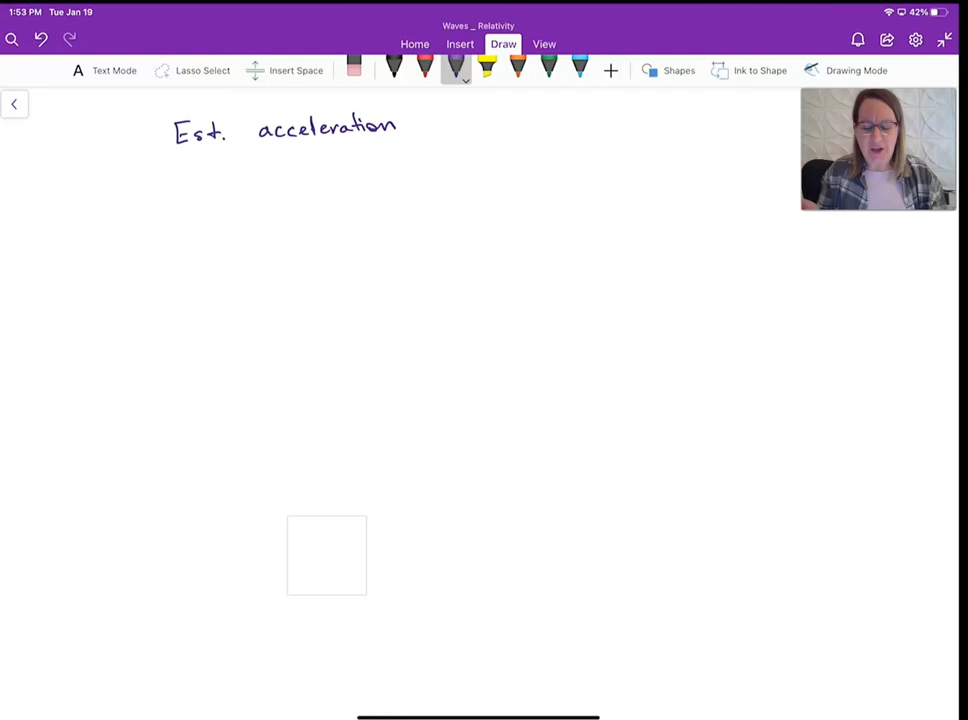 1:53 PM Tue Jan 19
42%
Waves _ Relativity
Home Insert Draw View
A Text Mode Lasso Select Insert Space Shapes Ink to Shape Drawing Mode
Est. acceleration